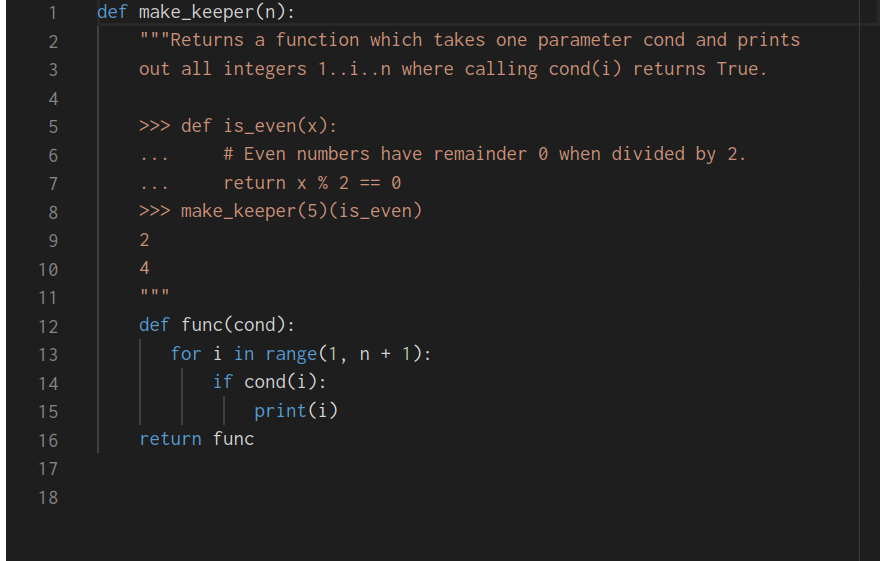 1 def make_keeper(n):
2 """Returns a function which takes one parameter cond and prints
3 out all integers 1..i..n where calling cond(i) returns True.
4
5 >>> def is_even(x):
6 ...     # Even numbers have remainder 0 when divided by 2.
7 ...     return x % 2 == 0
8 >>> make_keeper(5)(is_even)
9 2
10 4
11 """
12 def func(cond):
13 for i in range(1, n + 1):
14 if cond(i):
15 print(i)
16 return func
17
18